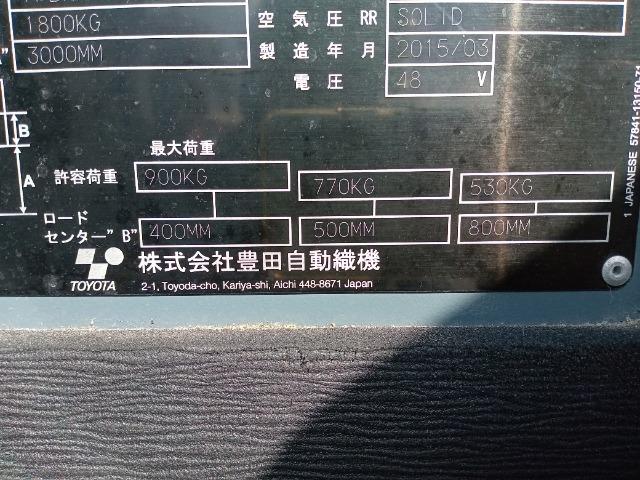 1800KG 空気圧RR SOLID
3000MM 製造年月 2015/03
電圧 48 V
B
最大荷重
A 許容荷重 900KG 770KG 530KG
ロード
センター"B" 400MM 500MM 800MM
株式会社豊田自動織機
TOYOTA 2-1, Toyoda-cho, Kariya-shi, Aichi 448-8671 Japan
1 JAPANESE 57841-13150-71